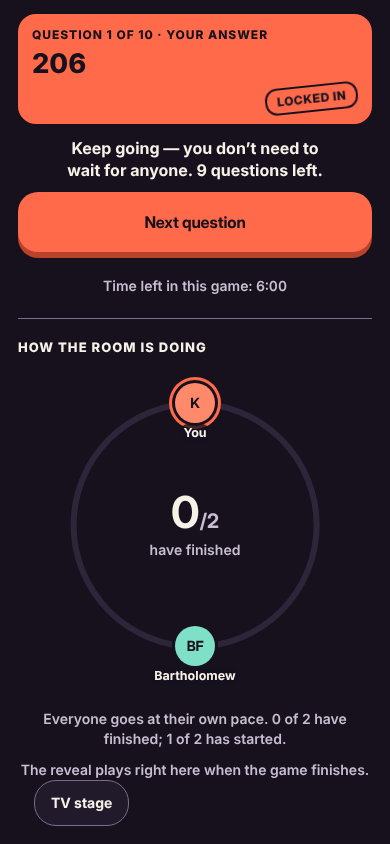 QUESTION 1 OF 10 · YOUR ANSWER
206
LOCKED IN
Keep going — you don’t need to
wait for anyone. 9 questions left.
Next question
Time left in this game: 6:00
HOW THE ROOM IS DOING
K
You
0/2
have finished
BF
Bartholomew
Everyone goes at their own pace. 0 of 2 have
finished; 1 of 2 has started.
The reveal plays right here when the game finishes.
TV stage